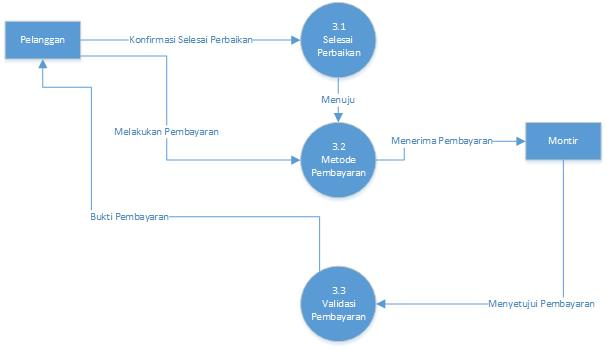 Pelanggan
Konfirmasi Selesai Perbaikan
3.1
Selesai
Perbaikan
Menuju
Melakukan Pembayaran
3.2
Metode
Pembayaran
Menerima Pembayaran
Montir
Bukti Pembayaran
3.3
Validasi
Pembayaran
Menyetujui Pembayaran